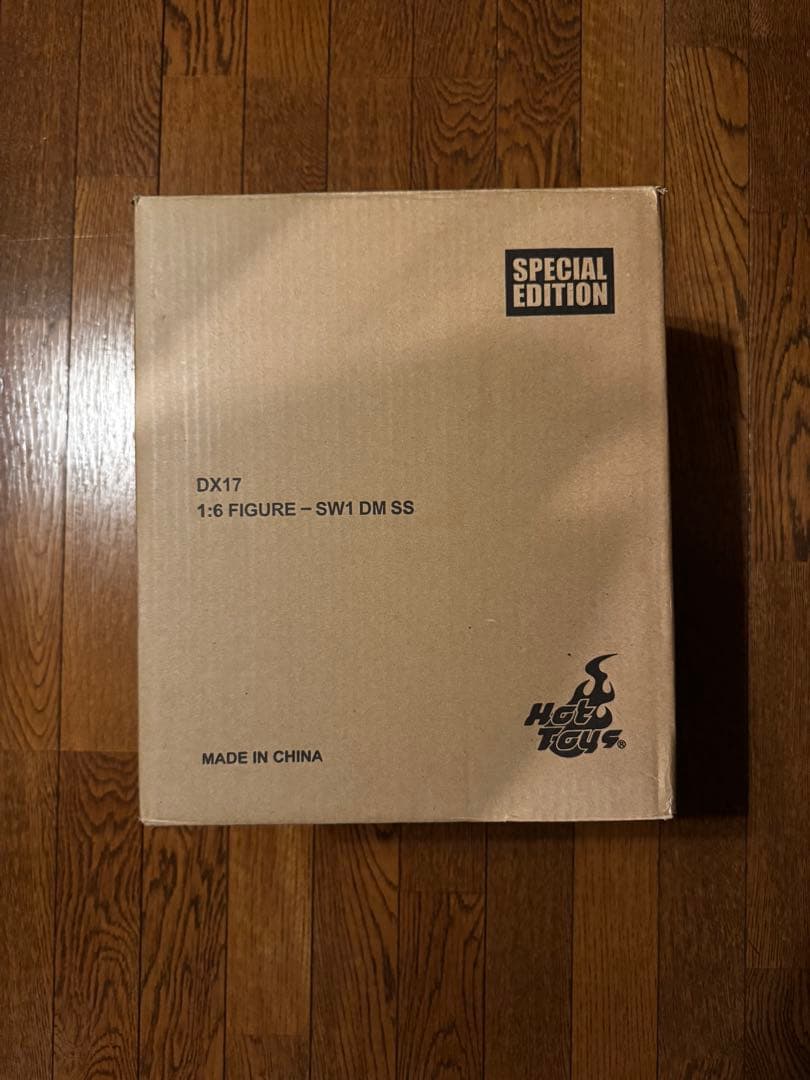 SPECIAL
EDITION
DX17
1:6 FIGURE – SW1 DM SS
Hot
Toys®
MADE IN CHINA